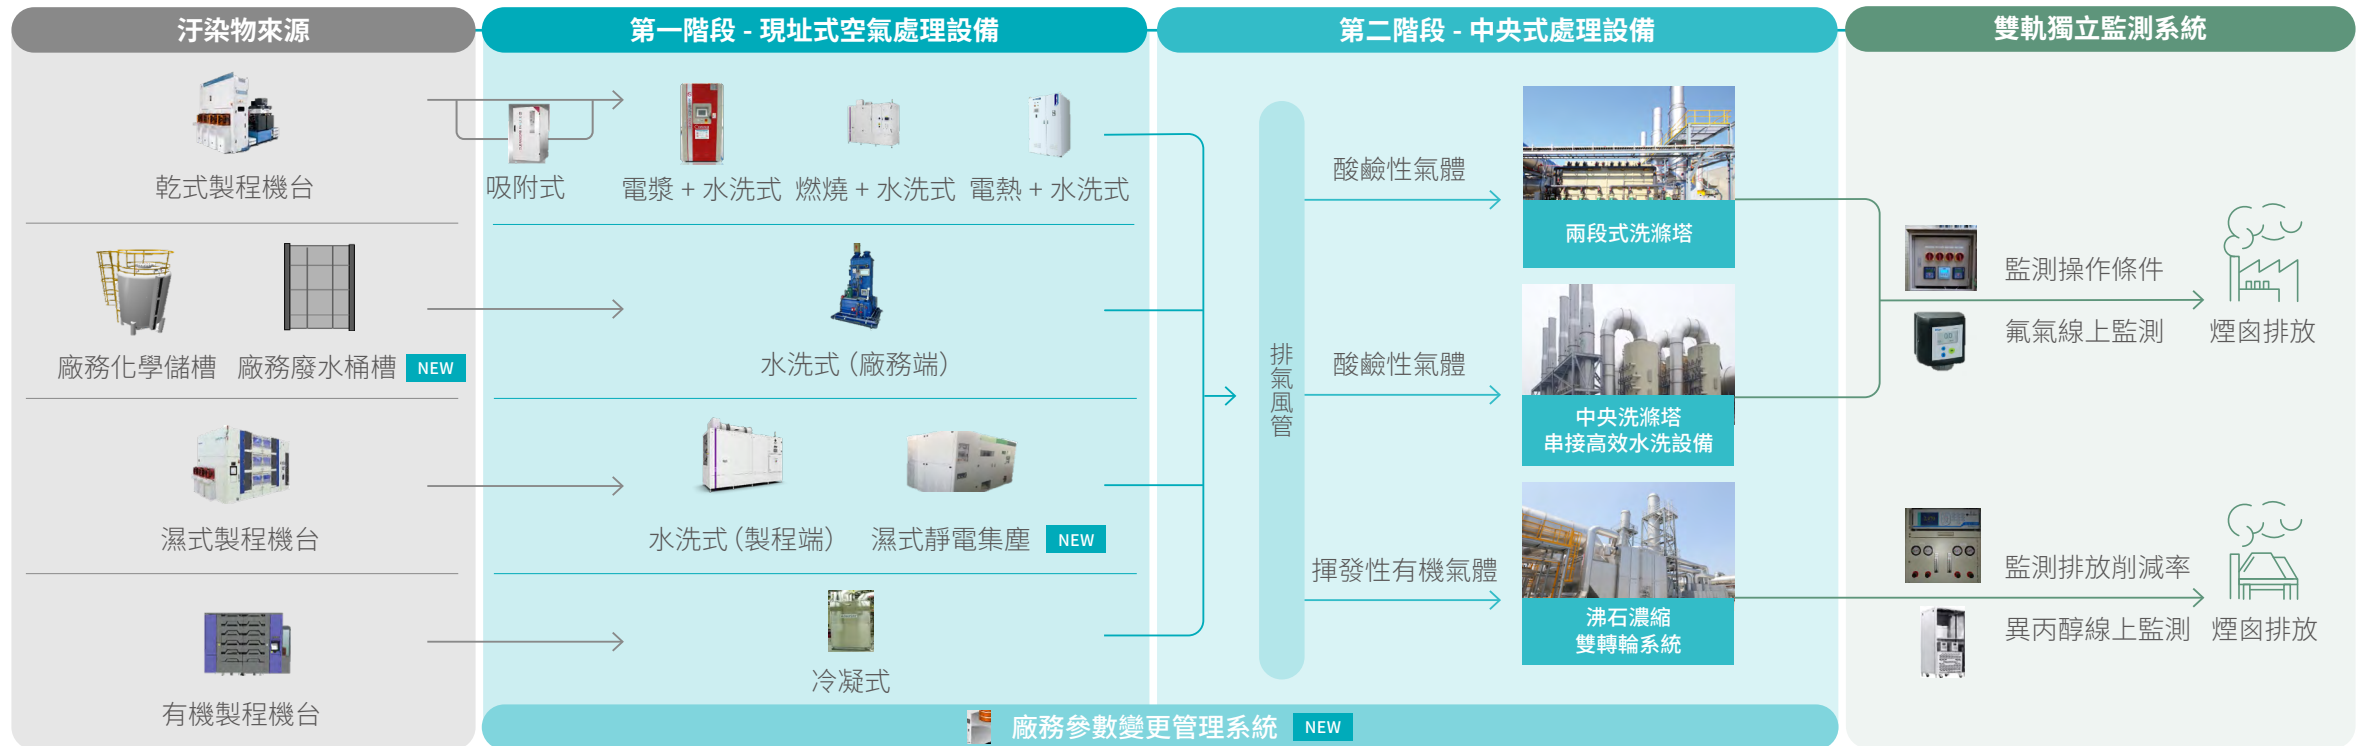 汙染物來源
第一階段 - 現址式空氣處理設備
第二階段 - 中央式處理設備
雙軌獨立監測系統
乾式製程機台
吸附式
電漿 + 水洗式
燃燒 + 水洗式
電熱 + 水洗式
廠務化學儲槽
廠務廢水桶槽 NEW
水洗式（廠務端）
濕式製程機台
水洗式（製程端）
濕式靜電集塵 NEW
有機製程機台
冷凝式
排氣風管
酸鹼性氣體
兩段式洗滌塔
酸鹼性氣體
中央洗滌塔
串接高效水洗設備
揮發性有機氣體
沸石濃縮
雙轉輪系統
監測操作條件
氟氣線上監測
煙囪排放
監測排放削減率
異丙醇線上監測
煙囪排放
廠務參數變更管理系統 NEW